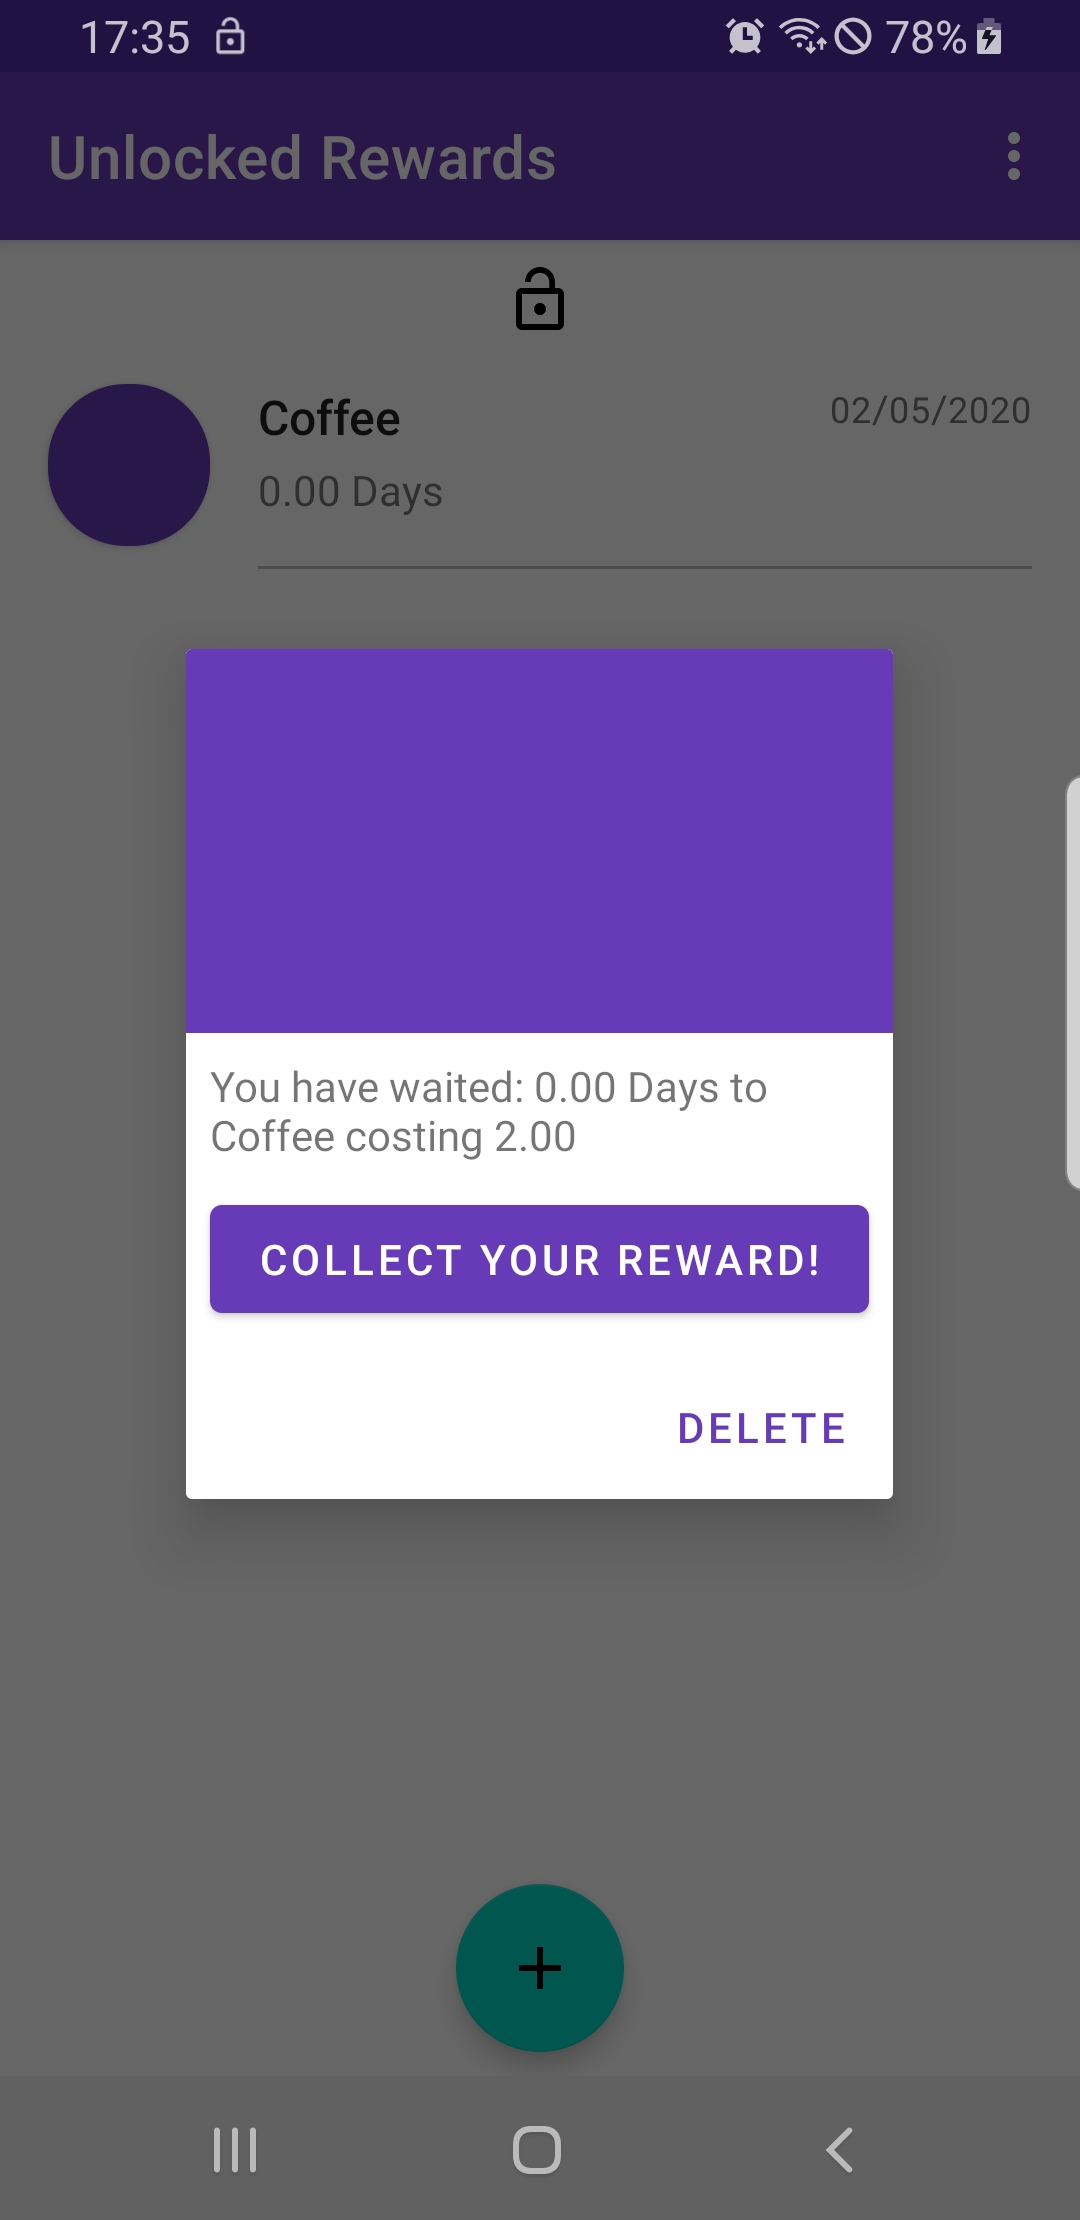 17:35 78%
Unlocked Rewards
Coffee 02/05/2020
0.00 Days
You have waited: 0.00 Days to
Coffee costing 2.00
COLLECT YOUR REWARD!
DELETE